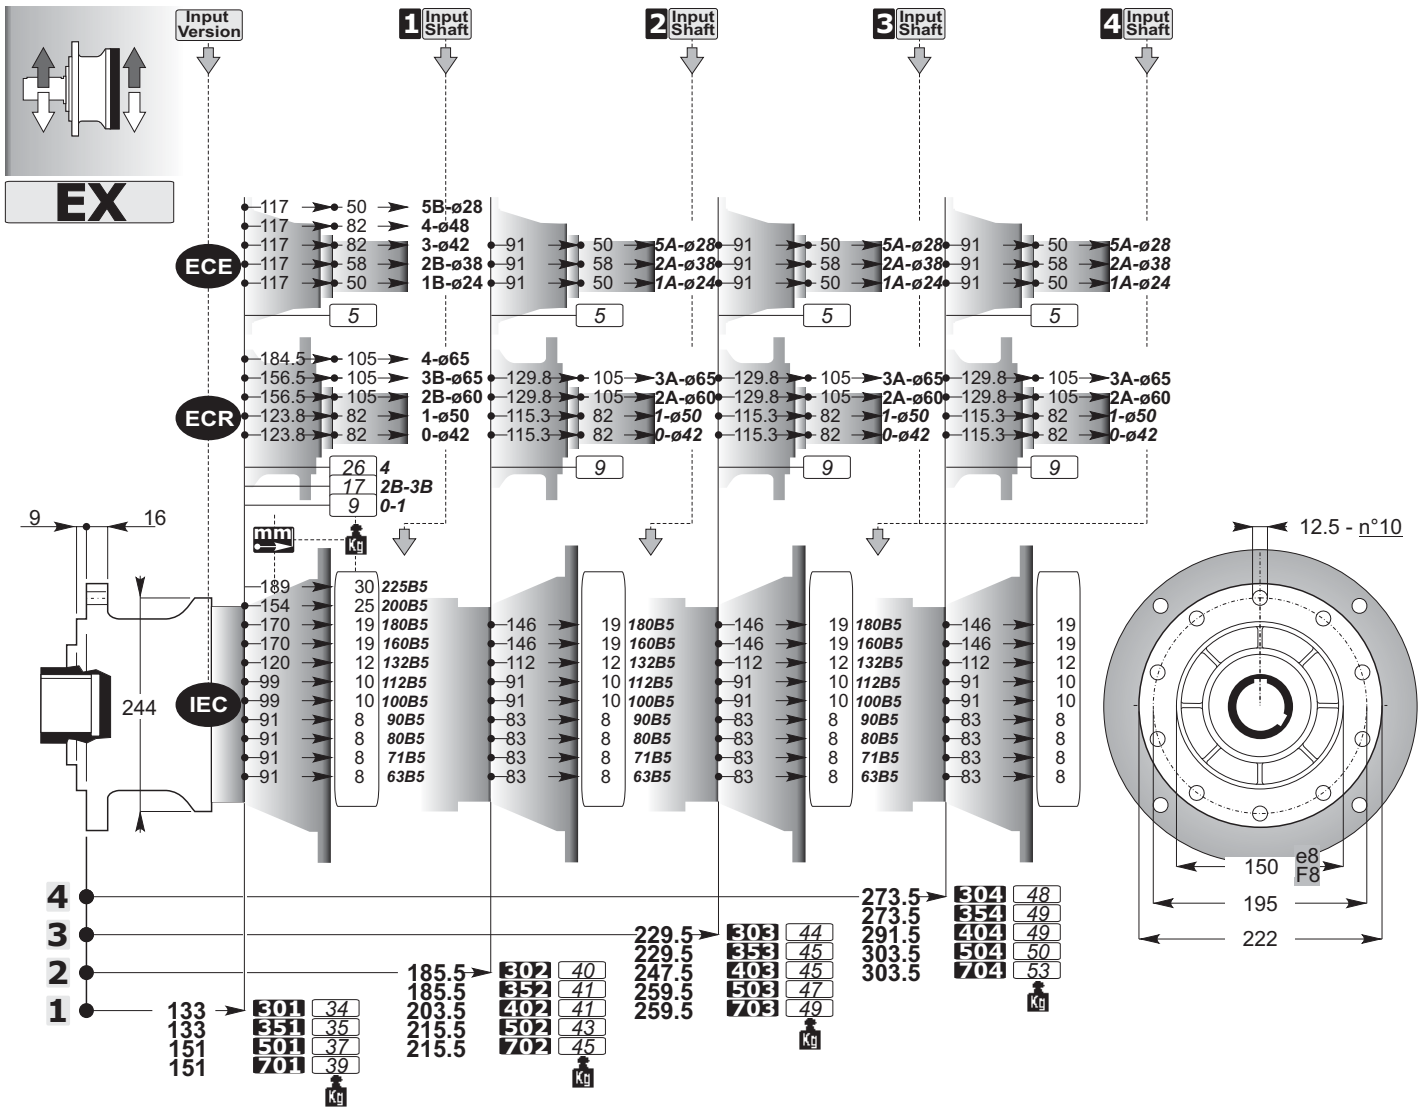 Input Version
1 Input Shaft
2 Input Shaft
3 Input Shaft
4 Input Shaft
EX
ECE
117 50 5B-ø28
117 82 4-ø48
117 82 3-ø42 91 50 5A-ø28 91 50 5A-ø28 91 50 5A-ø28
117 58 2B-ø38 91 58 2A-ø38 91 58 2A-ø38 91 58 2A-ø38
117 50 1B-ø24 91 50 1A-ø24 91 50 1A-ø24 91 50 1A-ø24
5 5 5 5
ECR
184.5 105 4-ø65
156.5 105 3B-ø65 129.8 105 3A-ø65 129.8 105 3A-ø65 129.8 105 3A-ø65
156.5 105 2B-ø60 129.8 105 2A-ø60 129.8 105 2A-ø60 129.8 105 2A-ø60
123.8 82 1-ø50 115.3 82 1-ø50 115.3 82 1-ø50 115.3 82 1-ø50
123.8 82 0-ø42 115.3 82 0-ø42 115.3 82 0-ø42 115.3 82 0-ø42
26 4 9 9 9
17 2B-3B
9 0-1
9 16
mm Kg
12.5 - n°10
IEC
244
189 30 225B5
154 25 200B5
170 19 180B5 146 19 180B5 146 19 180B5 146 19
170 19 160B5 146 19 160B5 146 19 160B5 146 19
120 12 132B5 112 12 132B5 112 12 132B5 112 12
99 10 112B5 91 10 112B5 91 10 112B5 91 10
99 10 100B5 91 10 100B5 91 10 100B5 91 10
91 8 90B5 83 8 90B5 83 8 90B5 83 8
91 8 80B5 83 8 80B5 83 8 80B5 83 8
91 8 71B5 83 8 71B5 83 8 71B5 83 8
91 8 63B5 83 8 63B5 83 8 63B5 83 8
150 e8 F8
195
222
4
273.5 304 48
273.5 354 49
291.5 404 49
303.5 504 50
303.5 704 53
Kg
3
229.5 303 44
229.5 353 45
247.5 403 45
259.5 503 47
259.5 703 49
Kg
2
185.5 302 40
185.5 352 41
203.5 402 41
215.5 502 43
215.5 702 45
Kg
1
133 301 34
133 351 35
151 501 37
151 701 39
Kg